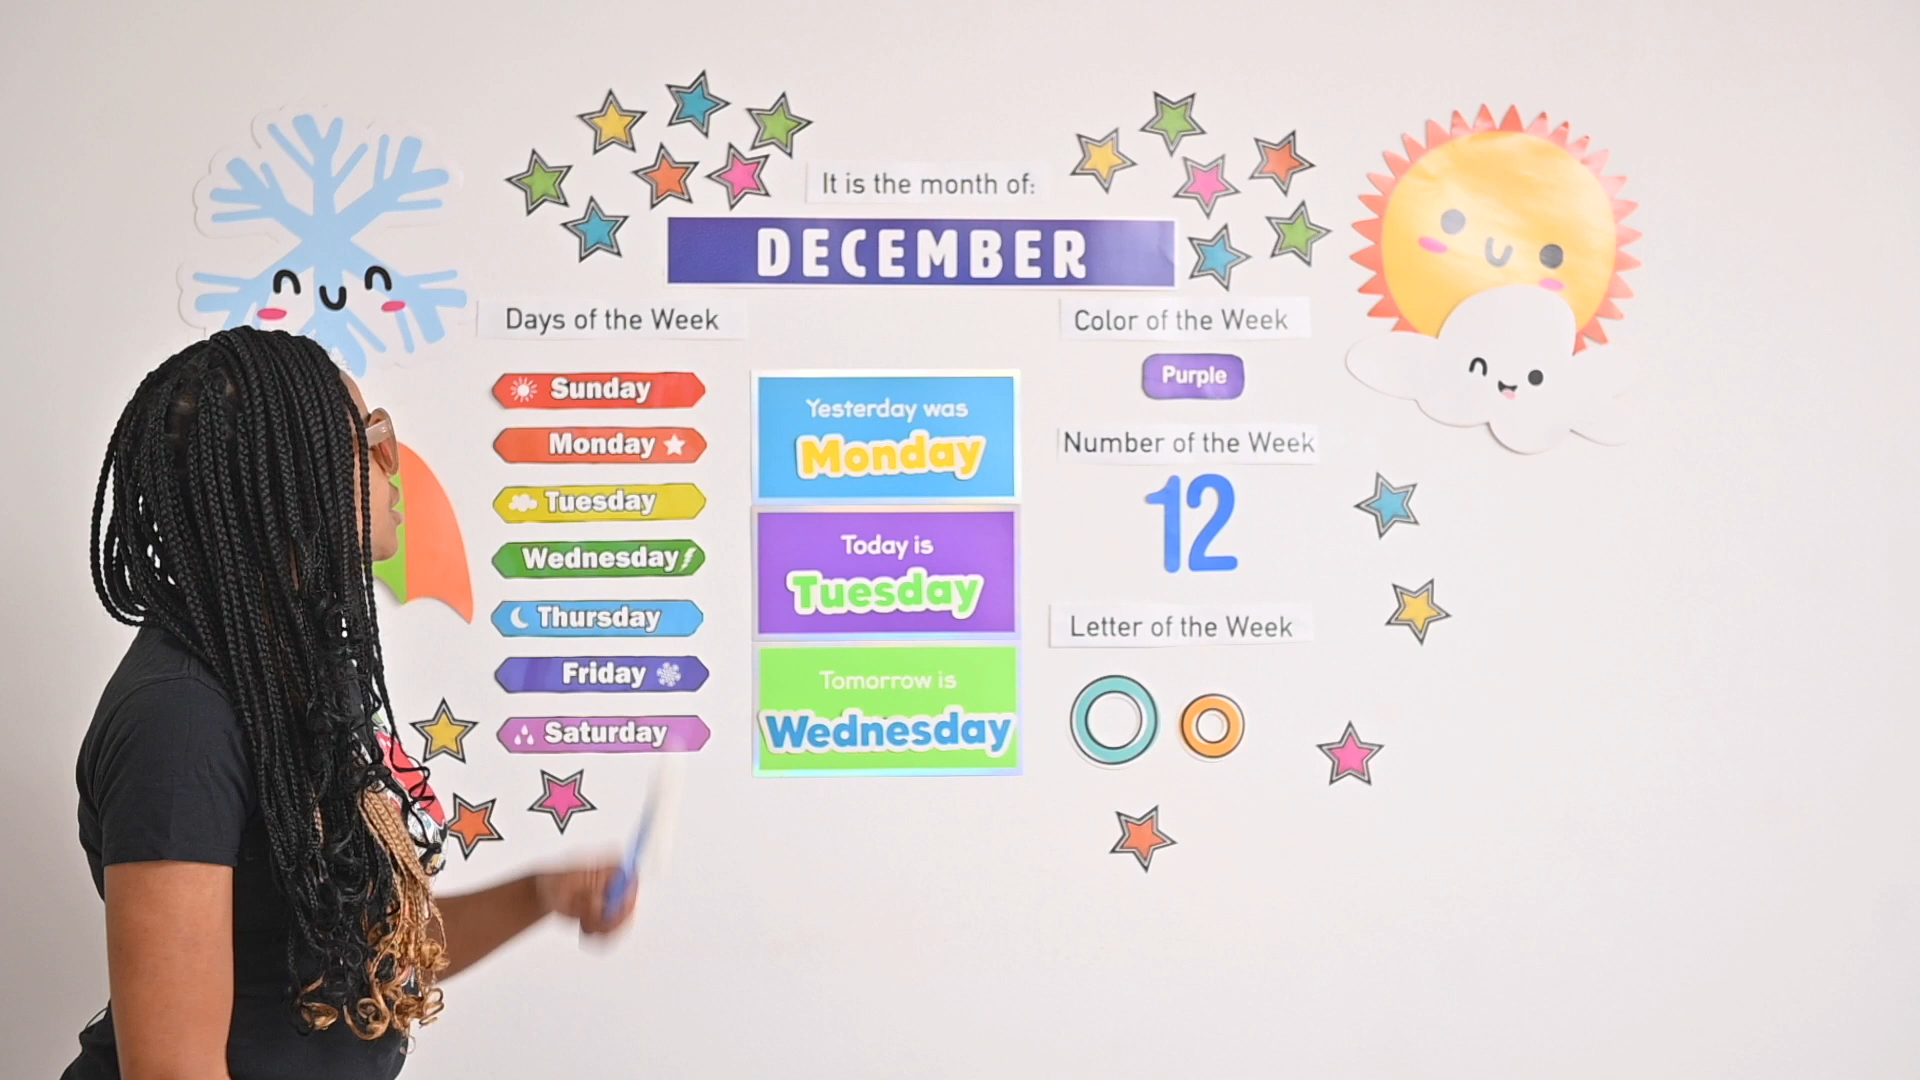 It is the month of:
DECEMBER
Days of the Week
Sunday
Monday
Tuesday
Wednesday
Thursday
Friday
Saturday
Yesterday was
Monday
Today is
Tuesday
Tomorrow is
Wednesday
Color of the Week
Purple
Number of the Week
12
Letter of the Week
O o